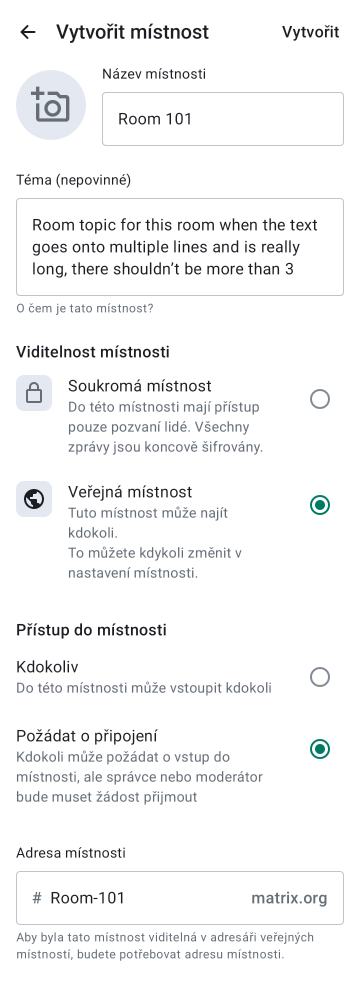 Vytvořit místnost
Vytvořit
Název místnosti
Room 101
Téma (nepovinné)
Room topic for this room when the text
goes onto multiple lines and is really
long, there shouldn’t be more than 3
O čem je tato místnost?
Viditelnost místnosti
Soukromá místnost
Do této místnosti mají přístup
pouze pozvaní lidé. Všechny
zprávy jsou koncově šifrovány.
Veřejná místnost
Tuto místnost může najít
kdokoli.
To můžete kdykoli změnit v
nastavení místnosti.
Přístup do místnosti
Kdokoliv
Do této místnosti může vstoupit kdokoli
Požádat o připojení
Kdokoli může požádat o vstup do
místnosti, ale správce nebo moderátor
bude muset žádost přijmout
Adresa místnosti
# Room-101 matrix.org
Aby byla tato místnost viditelná v adresáři veřejných
místností, budete potřebovat adresu místnosti.